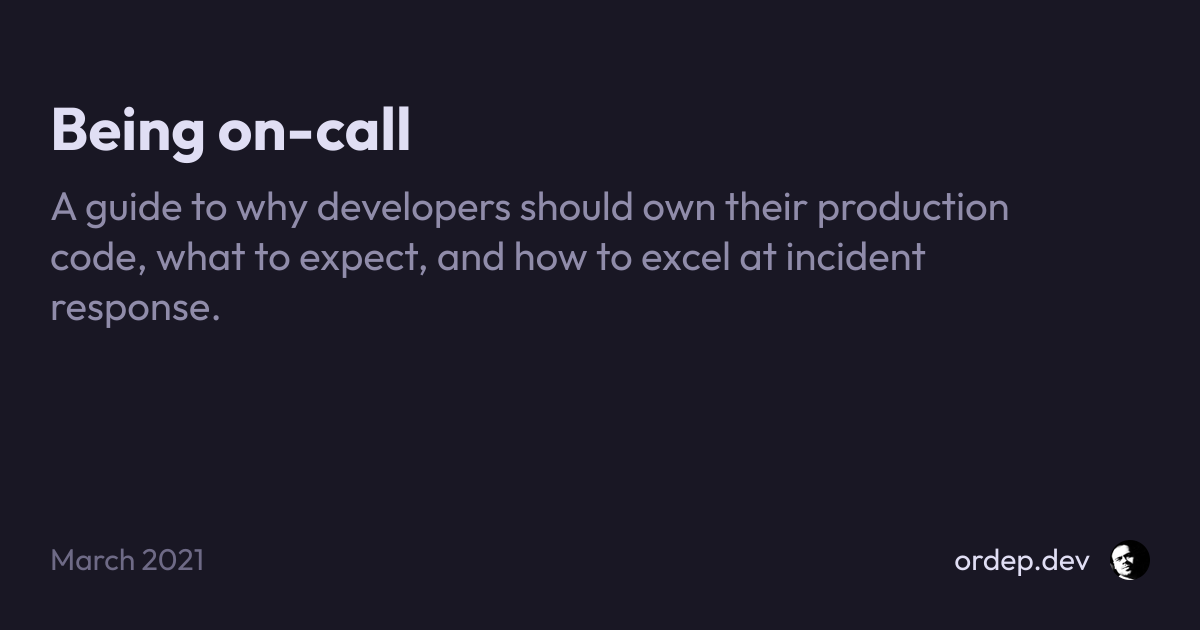 Being on-call
A guide to why developers should own their production
code, what to expect, and how to excel at incident
response.
March 2021
ordep.dev